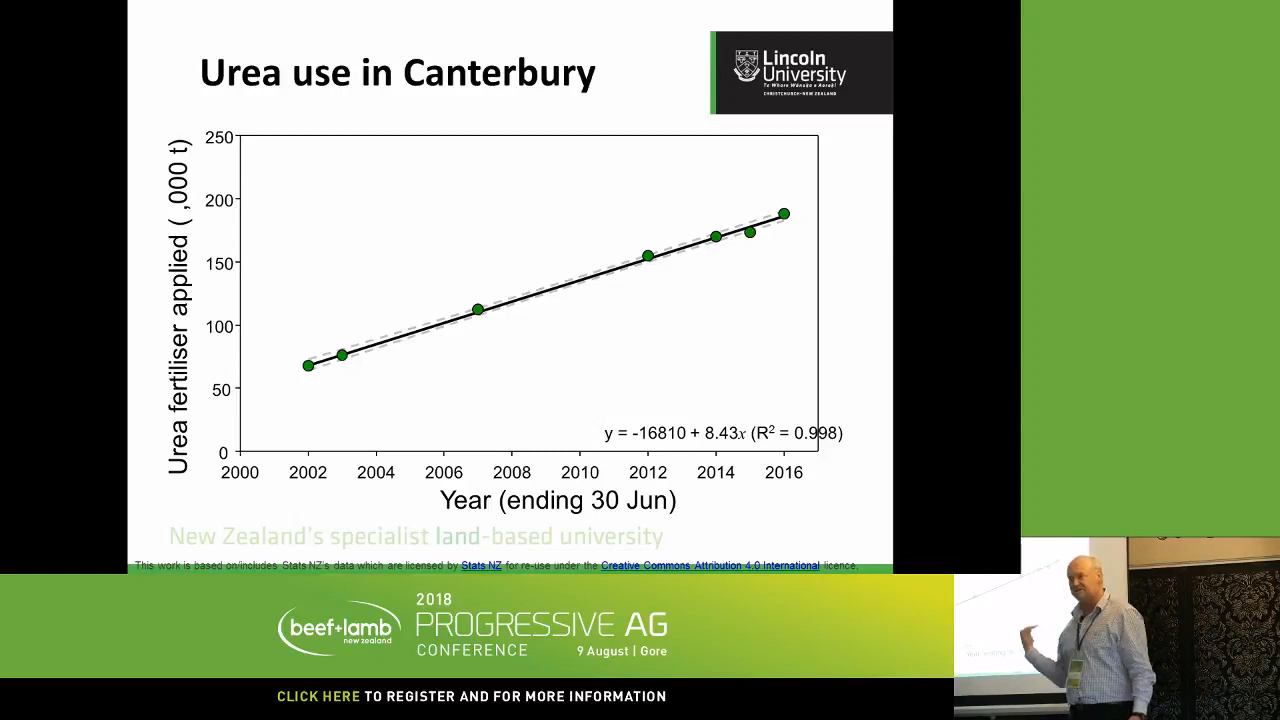 Urea use in Canterbury
Lincoln
University
Te Whare Wānaka o Aoraki
CHRISTCHURCH•NEW ZEALAND
Urea fertiliser applied ( ,000 t)
250
200
150
100
50
0
y = -16810 + 8.43x (R² = 0.998)
2000 2002 2004 2006 2008 2010 2012 2014 2016
Year (ending 30 Jun)
New Zealand's specialist land-based university
This work is based on/includes Stats NZ's data which are licensed by Stats NZ for re-use under the Creative Commons Attribution 4.0 International licence.
beef+lamb
new zealand
2018
PROGRESSIVE AG
CONFERENCE 9 August | Gore
CLICK HERE TO REGISTER AND FOR MORE INFORMATION